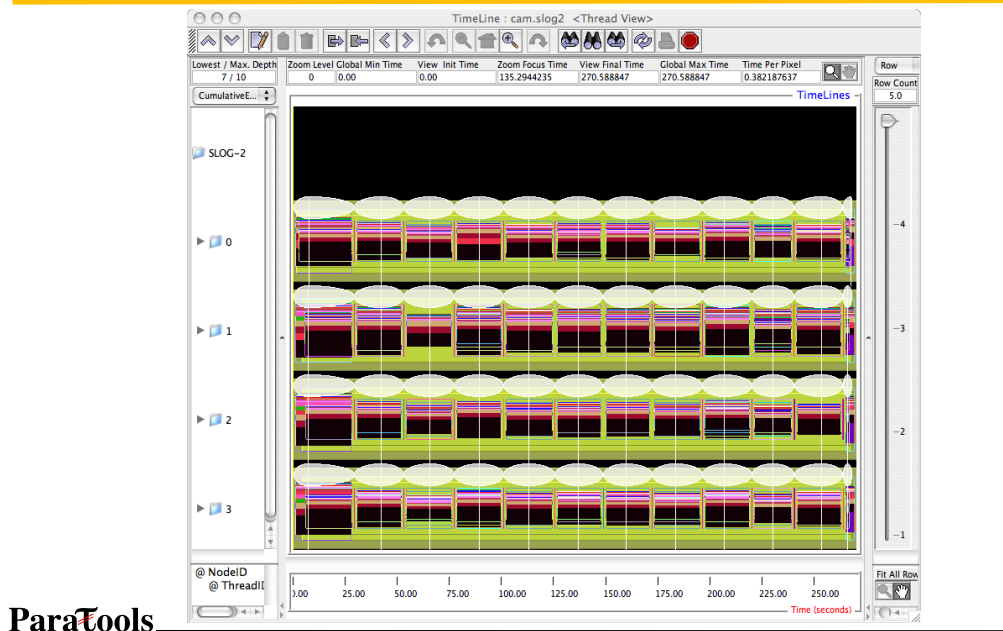 TimeLine : cam.slog2 <Thread View>
Lowest / Max. Depth Zoom Level Global Min Time View Init Time Zoom Focus Time View Final Time Global Max Time Time Per Pixel Row
7 / 10 0 0.00 0.00 135.2944235 270.588847 270.588847 0.382187637 Row Count
CumulativeE... 5.0
TimeLines
SLOG-2
0
1
2
3
4
3
2
1
@ NodeID
@ ThreadID
Fit All Row
0.00 25.00 50.00 75.00 100.00 125.00 150.00 175.00 200.00 225.00 250.00
Time (seconds)
ParaTools